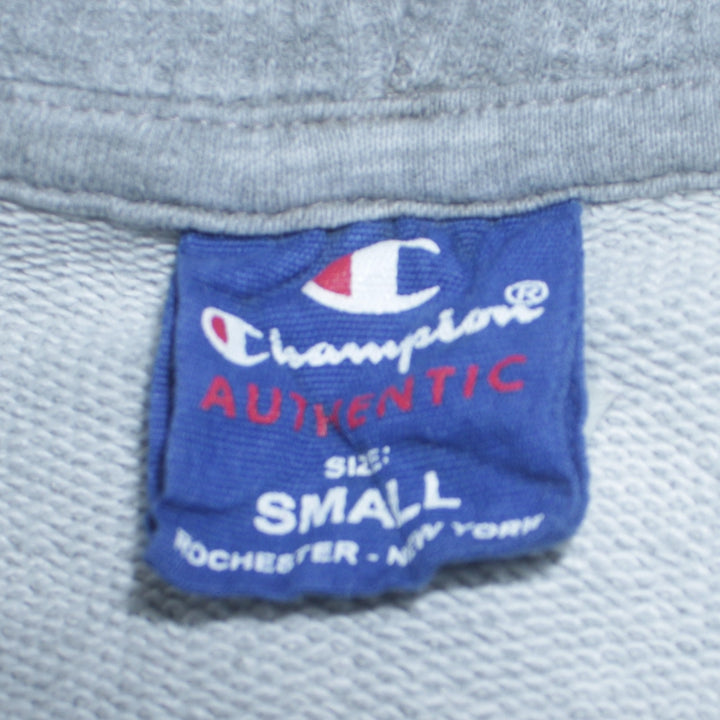 Champion®
AUTHENTIC
SIZE:
SMALL
ROCHESTER - NEW YORK